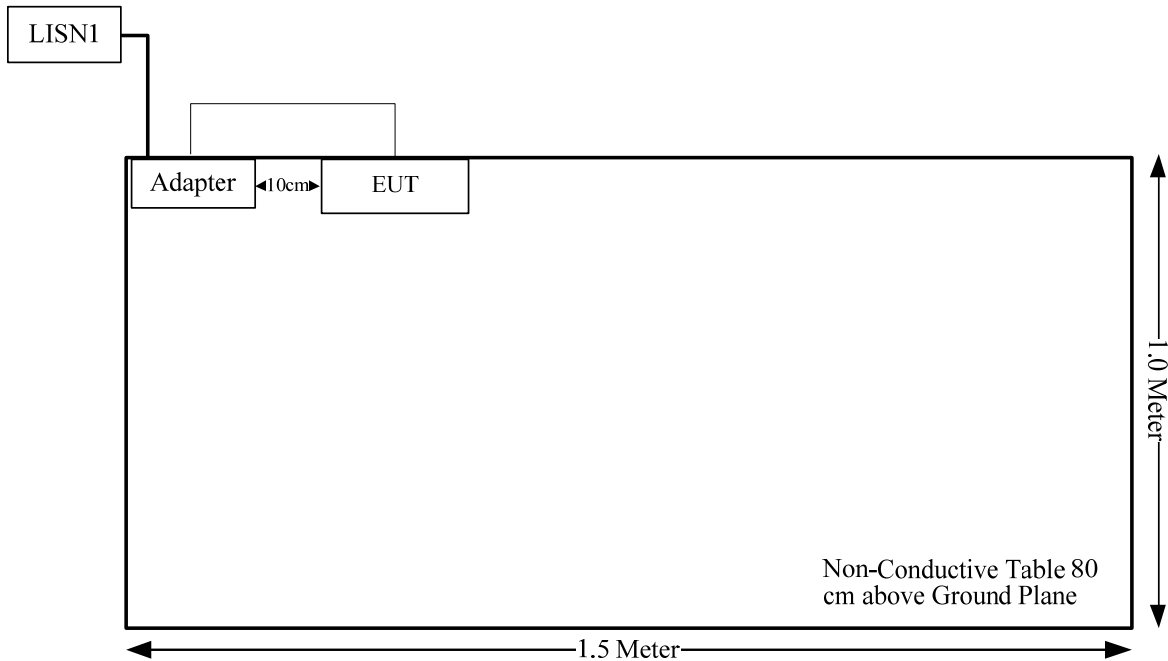 LISN1
Adapter
10cm
EUT
1.0 Meter
Non-Conductive Table 80
cm above Ground Plane
1.5 Meter